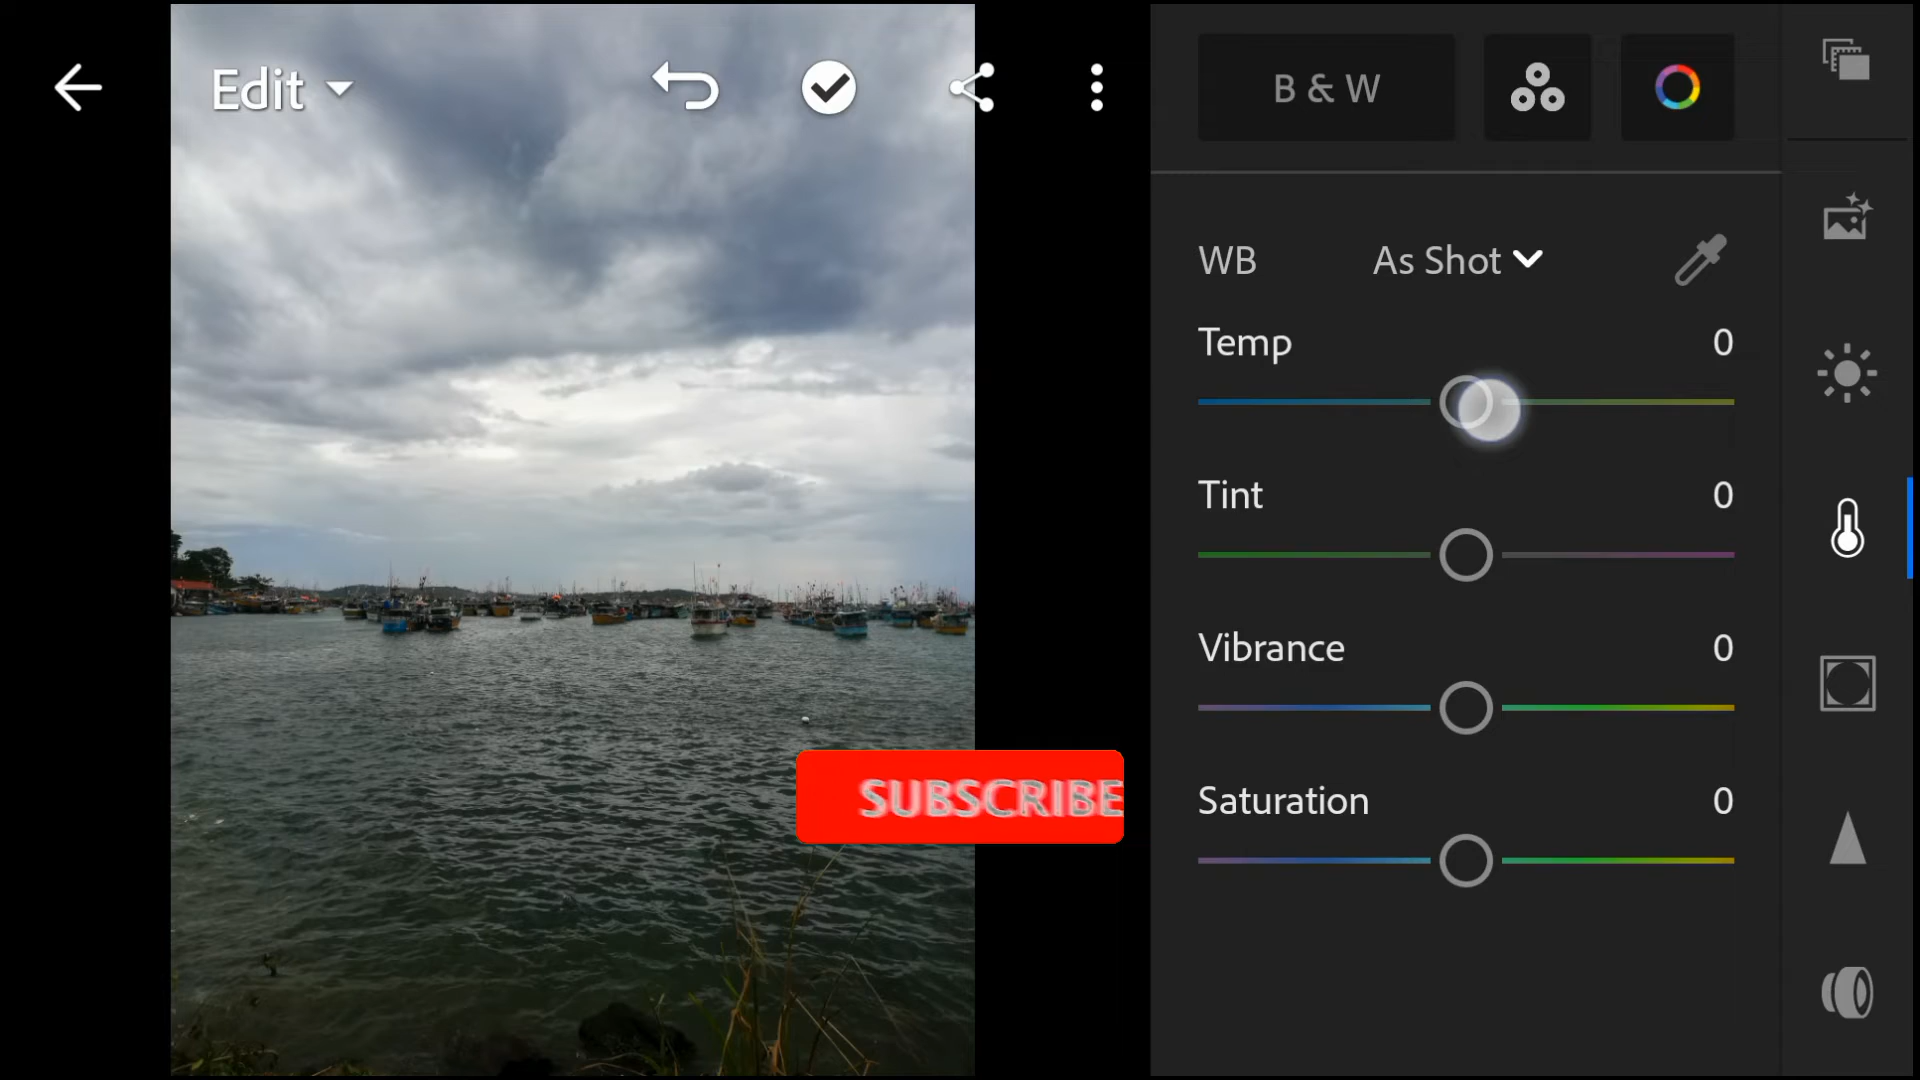 Edit
B & W
WB As Shot
Temp 0
Tint 0
Vibrance 0
Saturation 0
SUBSCRIBE